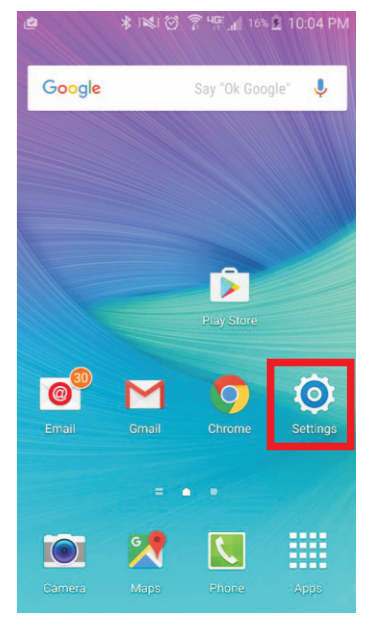 4G 16% 10:04 PM
Google Say "Ok Google"
Play Store
30
@
Email Gmail Chrome Settings
G
Camera Maps Phone Apps